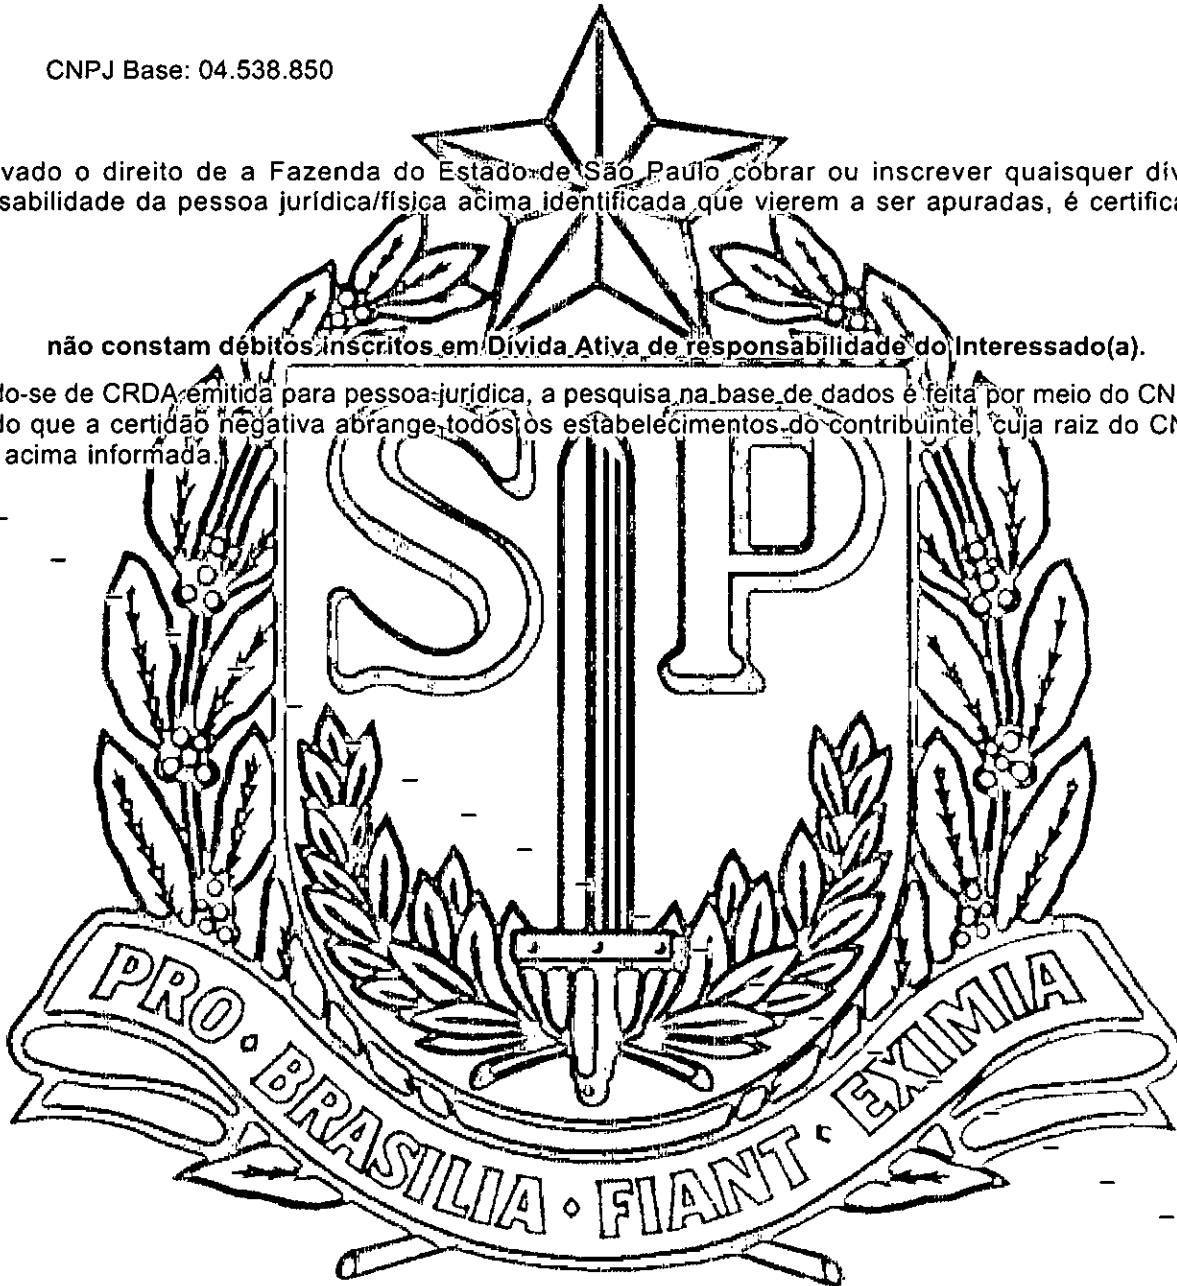 CNPJ Base: 04.538.850
vado o direito de a Fazenda do Estado de São Paulo cobrar ou inscrever quaisquer dív
sabilidade da pessoa jurídica/física acima identificada que vierem a ser apuradas, é certifica
não constam débitos inscritos em Dívida Ativa de responsabilidade do Interessado(a).
do-se de CRDA emitida para pessoa jurídica, a pesquisa na base de dados é feita por meio do CN
do que a certidão negativa abrange todos os estabelecimentos do contribuinte, cuja raiz do CN
acima informada.
S P
PRO · BRASILIA · FIANT · EXIMIA